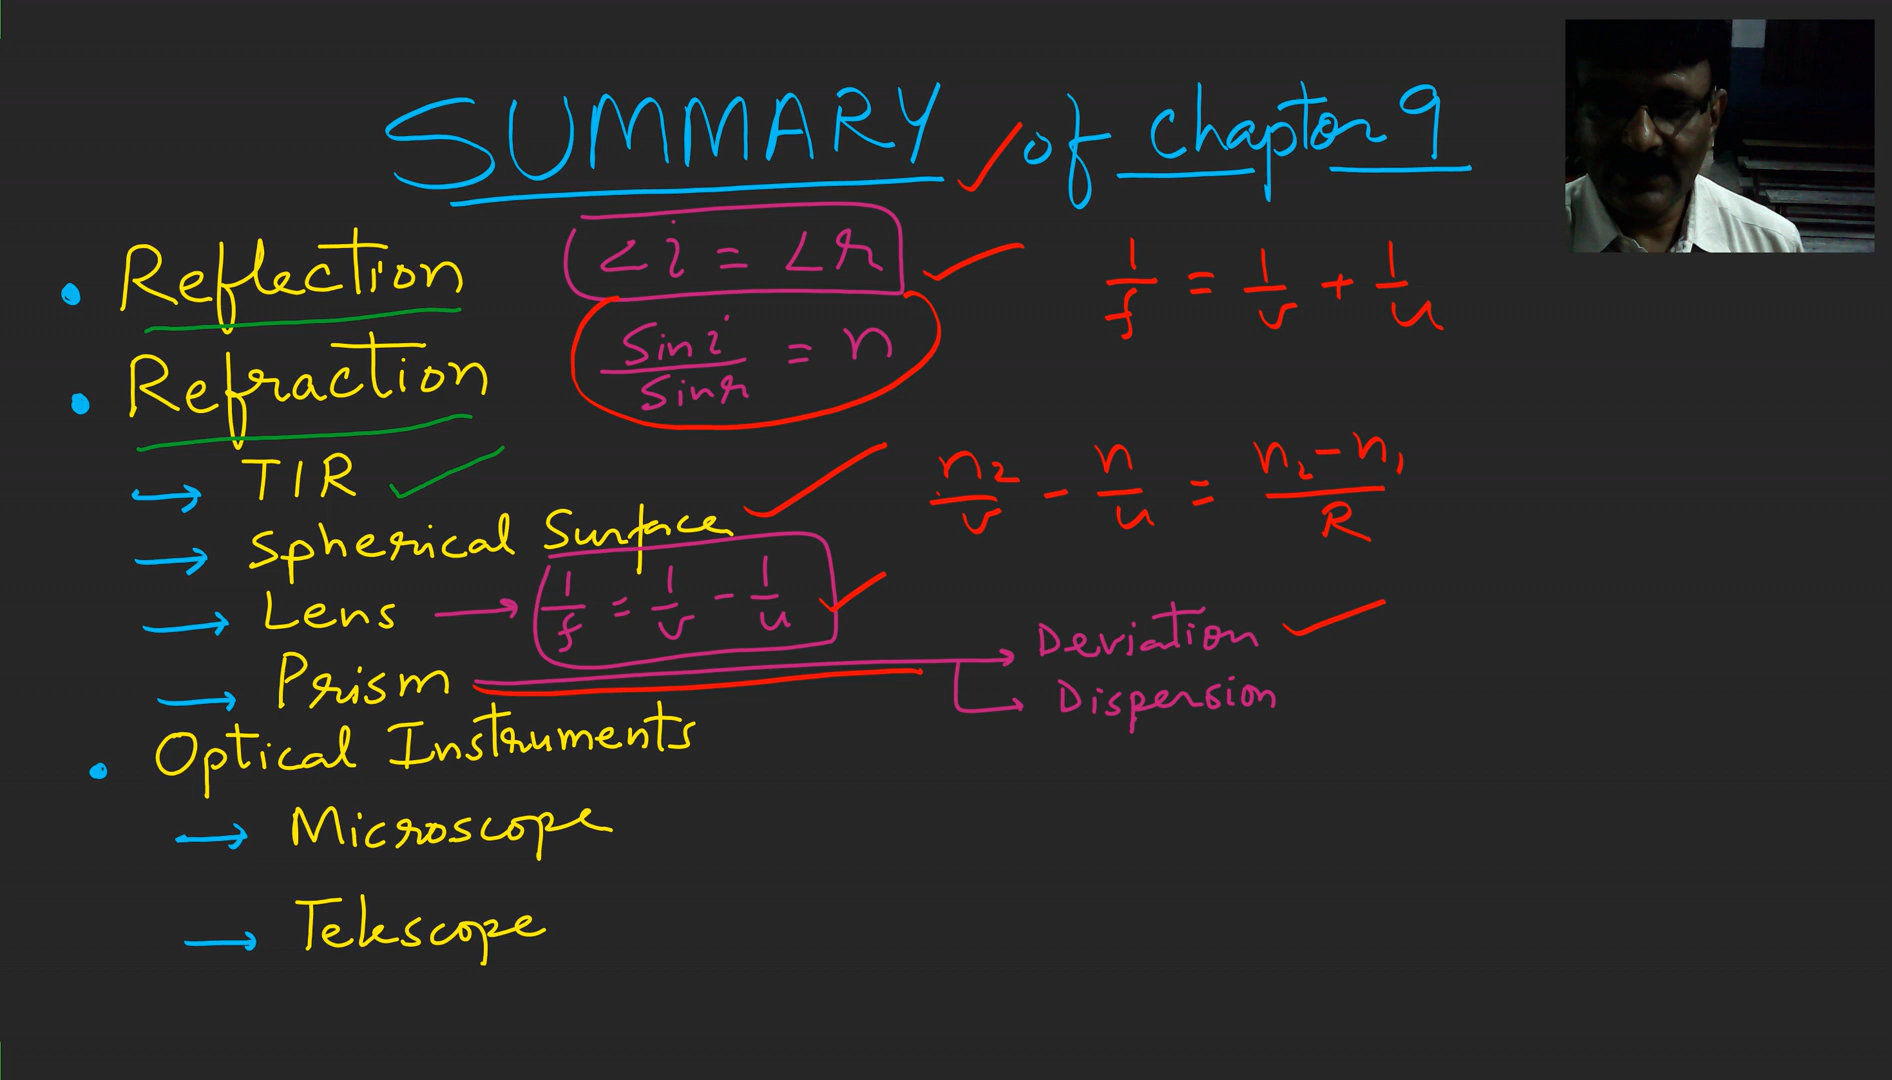 SUMMARY of chapter 9
• Reflection
∠i = ∠r
1/f = 1/v + 1/u
• Refraction
sin i / sin r = n
→ TIR
→ Spherical Surface
n2/v - n/u = n2-n1/R
→ Lens → 1/f = 1/v - 1/u
→ Prism → Deviation
→ Dispersion
• Optical Instruments
→ Microscope
→ Telescope